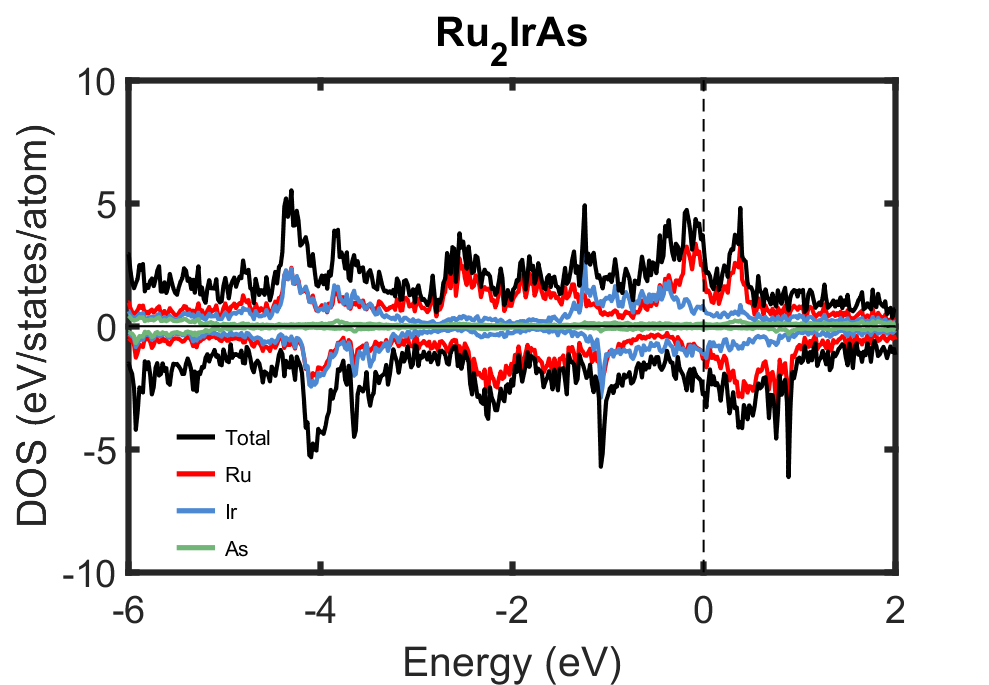 Ru2IrAs
DOS (eV/states/atom)
10
5
0
-5
-10
Total
Ru
Ir
As
-6 -4 -2 0 2
Energy (eV)